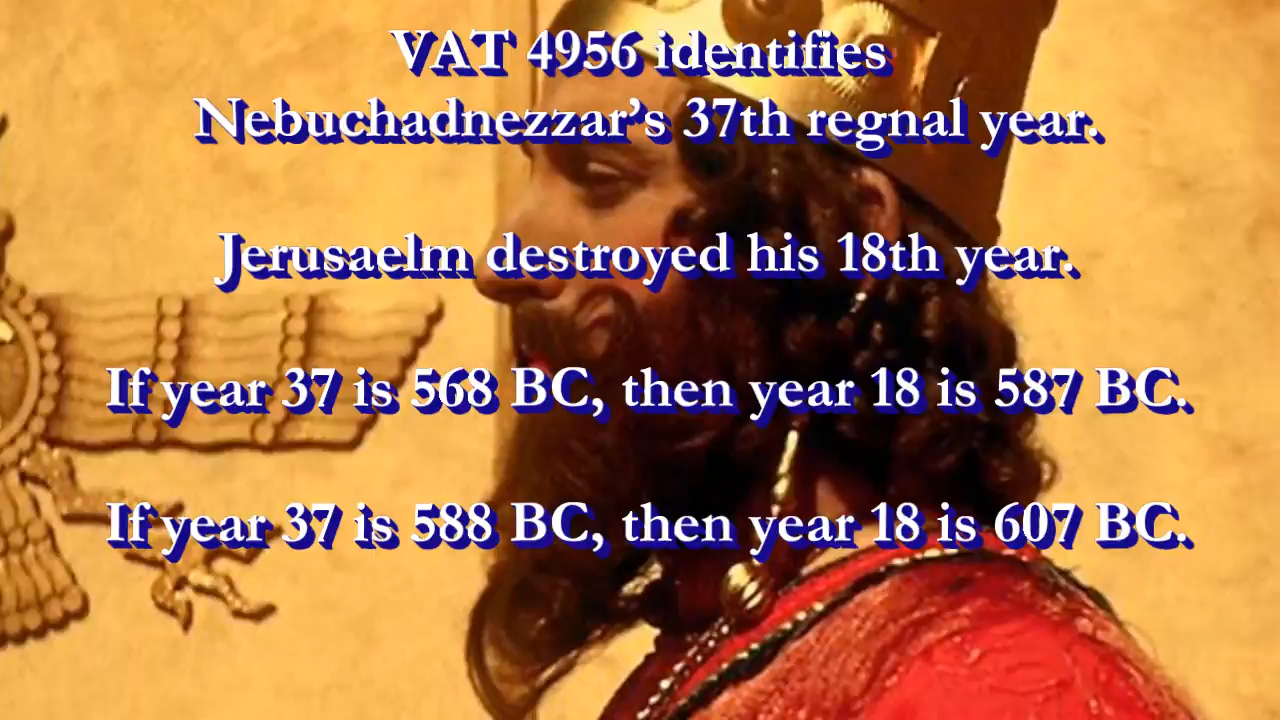 VAT 4956 identifies
Nebuchadnezzar’s 37th regnal year.
Jerusaelm destroyed his 18th year.
If year 37 is 568 BC, then year 18 is 587 BC.
If year 37 is 588 BC, then year 18 is 607 BC.